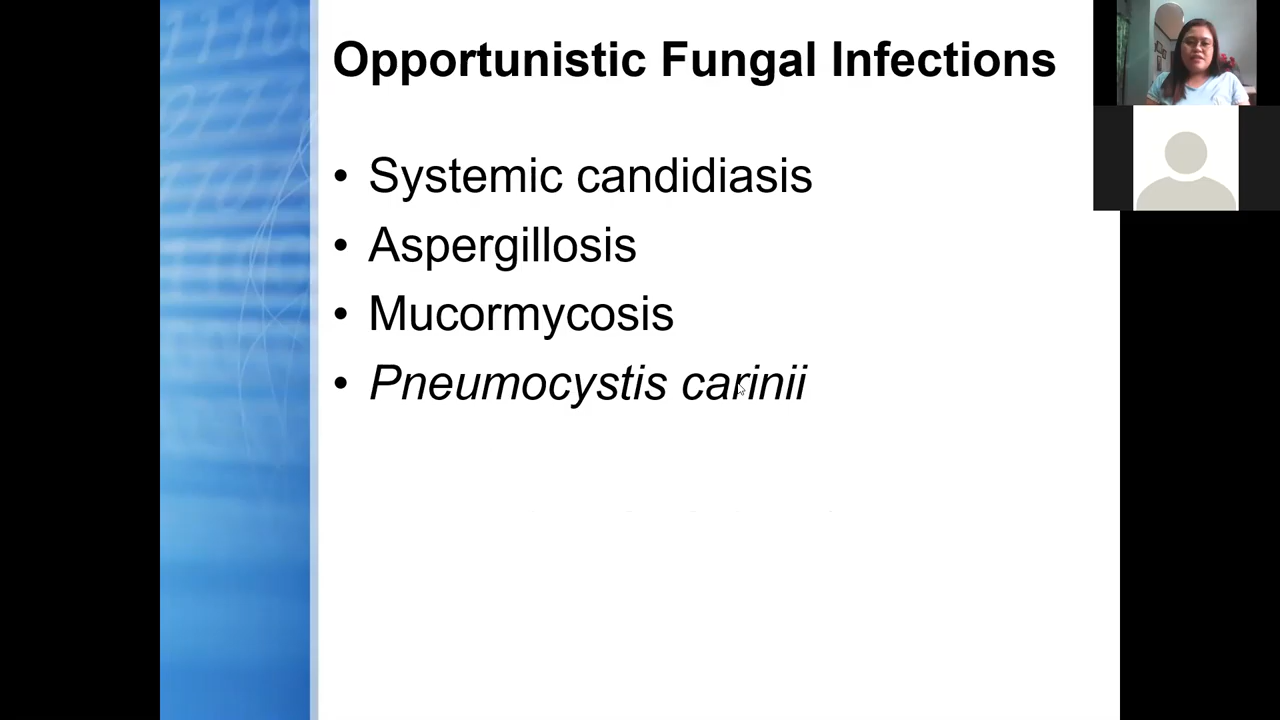 Opportunistic Fungal Infections
• Systemic candidiasis
• Aspergillosis
• Mucormycosis
• Pneumocystis carinii